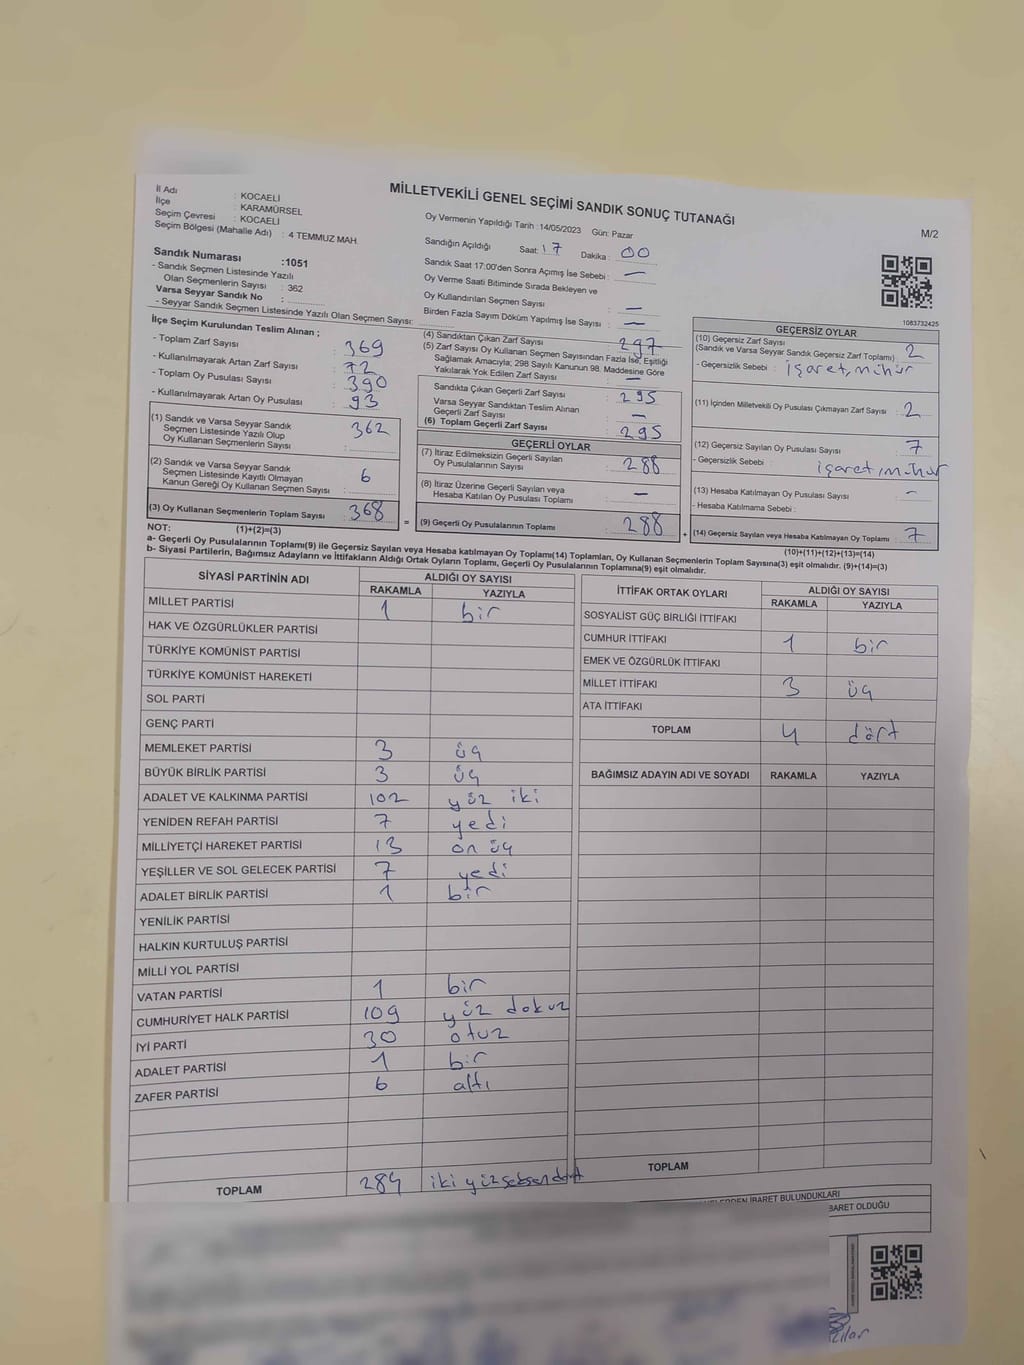 MİLLETVEKİLİ GENEL SEÇİMİ SANDIK SONUÇ TUTANAĞI
M/2
İl Adı : KOCAELİ
İlçe : KARAMÜRSEL
Seçim Çevresi : KOCAELİ
Seçim Bölgesi (Mahalle Adı) : 4 TEMMUZ MAH.
Sandık Numarası :1051
- Sandık Seçmen Listesinde Yazılı
Olan Seçmenlerin Sayısı : 362
Varsa Seyyar Sandık No :
- Seyyar Sandık Seçmen Listesinde Yazılı Olan Seçmen Sayısı:
Oy Vermenin Yapıldığı Tarih :14/05/2023 Gün: Pazar
Sandığın Açıldığı Saat: 17 Dakika : 00
Sandık Saat 17:00'den Sonra Açımış İse Sebebi : —
Oy Verme Saati Bitiminde Sırada Bekleyen ve
Oy Kullandırılan Seçmen Sayısı : —
Birden Fazla Sayım Döküm Yapılmış İse Sayısı : —
1083732425
İlçe Seçim Kurulundan Teslim Alınan ;
- Toplam Zarf Sayısı : 369
- Kullanılmayarak Artan Zarf Sayısı : 72
- Toplam Oy Pusulası Sayısı : 390
- Kullanılmayarak Artan Oy Pusulası : 93
(1) Sandık ve Varsa Seyyar Sandık
Seçmen Listesinde Yazılı Olup
Oy Kullanan Seçmenlerin Sayısı : 362
(2) Sandık ve Varsa Seyyar Sandık
Seçmen Listesinde Kayıtlı Olmayan
Kanun Gereği Oy Kullanan Seçmen Sayısı : 6
(3) Oy Kullanan Seçmenlerin Toplam Sayısı : 368
(4) Sandıktan Çıkan Zarf Sayısı : 297
(5) Zarf Sayısı Oy Kullanan Seçmen Sayısından Fazla İse, Eşitliği
Sağlamak Amacıyla; 298 Sayılı Kanunun 98. Maddesine Göre
Yakılarak Yok Edilen Zarf Sayısı : —
Sandıkta Çıkan Geçerli Zarf Sayısı : 295
Varsa Seyyar Sandıktan Teslim Alınan
Geçerli Zarf Sayısı : —
(6) Toplam Geçerli Zarf Sayısı : 295
GEÇERLİ OYLAR
(7) İtiraz Edilmeksizin Geçerli Sayılan
Oy Pusulalarının Sayısı : 288
(8) İtiraz Üzerine Geçerli Sayılan veya
Hesaba Katılan Oy Pusulası Toplamı : —
= (9) Geçerli Oy Pusulalarının Toplamı : 288
GEÇERSİZ OYLAR
(10) Geçersiz Zarf Sayısı
(Sandık ve Varsa Seyyar Sandık Geçersiz Zarf Toplamı) : 2
- Geçersizlik Sebebi : işaret, mühür
(11) İçinden Milletvekili Oy Pusulası Çıkmayan Zarf Sayısı : 2
(12) Geçersiz Sayılan Oy Pusulası Sayısı : 7
- Geçersizlik Sebebi : işaret, mühür
(13) Hesaba Katılmayan Oy Pusulası Sayısı : -
- Hesaba Katılmama Sebebi :
+ (14) Geçersiz Sayılan veya Hesaba Katılmayan Oy Toplamı : 7
NOT: (1)+(2)=(3)
(10)+(11)+(12)+(13)=(14)
a- Geçerli Oy Pusulalarının Toplamı(9) ile Geçersiz Sayılan veya Hesaba katılmayan Oy Toplamı(14) Toplamları, Oy Kullanan Seçmenlerin Toplam Sayısına(3) eşit olmalıdır. (9)+(14)=(3)
b- Siyasi Partilerin, Bağımsız Adayların ve İttifakların Aldığı Ortak Oyların Toplamı, Geçerli Oy Pusulalarının Toplamına(9) eşit olmalıdır.
SİYASİ PARTİNİN ADI ALDIĞI OY SAYISI
RAKAMLA YAZIYLA
MİLLET PARTİSİ 1 bir
HAK VE ÖZGÜRLÜKLER PARTİSİ
TÜRKİYE KOMÜNİST PARTİSİ
TÜRKİYE KOMÜNİST HAREKETİ
SOL PARTİ
GENÇ PARTİ
MEMLEKET PARTİSİ 3 üç
BÜYÜK BİRLİK PARTİSİ 3 üç
ADALET VE KALKINMA PARTİSİ 102 yüz iki
YENİDEN REFAH PARTİSİ 7 yedi
MİLLİYETÇİ HAREKET PARTİSİ 13 on üç
YEŞİLLER VE SOL GELECEK PARTİSİ 7 yedi
ADALET BİRLİK PARTİSİ 1 bir
YENİLİK PARTİSİ
HALKIN KURTULUŞ PARTİSİ
MİLLİ YOL PARTİSİ
VATAN PARTİSİ 1 bir
CUMHURİYET HALK PARTİSİ 109 yüz dokuz
İYİ PARTİ 30 otuz
ADALET PARTİSİ 1 bir
ZAFER PARTİSİ 6 altı
TOPLAM 284 iki yüz seksen dört
İTTİFAK ORTAK OYLARI ALDIĞI OY SAYISI
RAKAMLA YAZIYLA
SOSYALİST GÜÇ BİRLİĞİ İTTİFAKI
CUMHUR İTTİFAKI 1 bir
EMEK VE ÖZGÜRLÜK İTTİFAKI
MİLLET İTTİFAKI 3 üç
ATA İTTİFAKI
TOPLAM 4 dört
BAĞIMSIZ ADAYIN ADI VE SOYADI RAKAMLA YAZIYLA
TOPLAM
İBARET BULUNDUKLARI
OLDUĞU